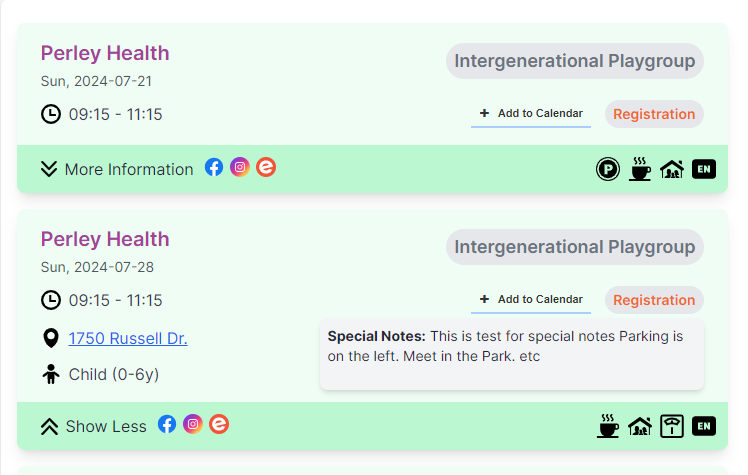 Perley Health
Intergenerational Playgroup
Sun, 2024-07-21
09:15 - 11:15
+ Add to Calendar
Registration
More Information
P
EN
Perley Health
Intergenerational Playgroup
Sun, 2024-07-28
09:15 - 11:15
+ Add to Calendar
Registration
1750 Russell Dr.
Special Notes: This is test for special notes Parking is
on the left. Meet in the Park. etc
Child (0-6y)
Show Less
EN